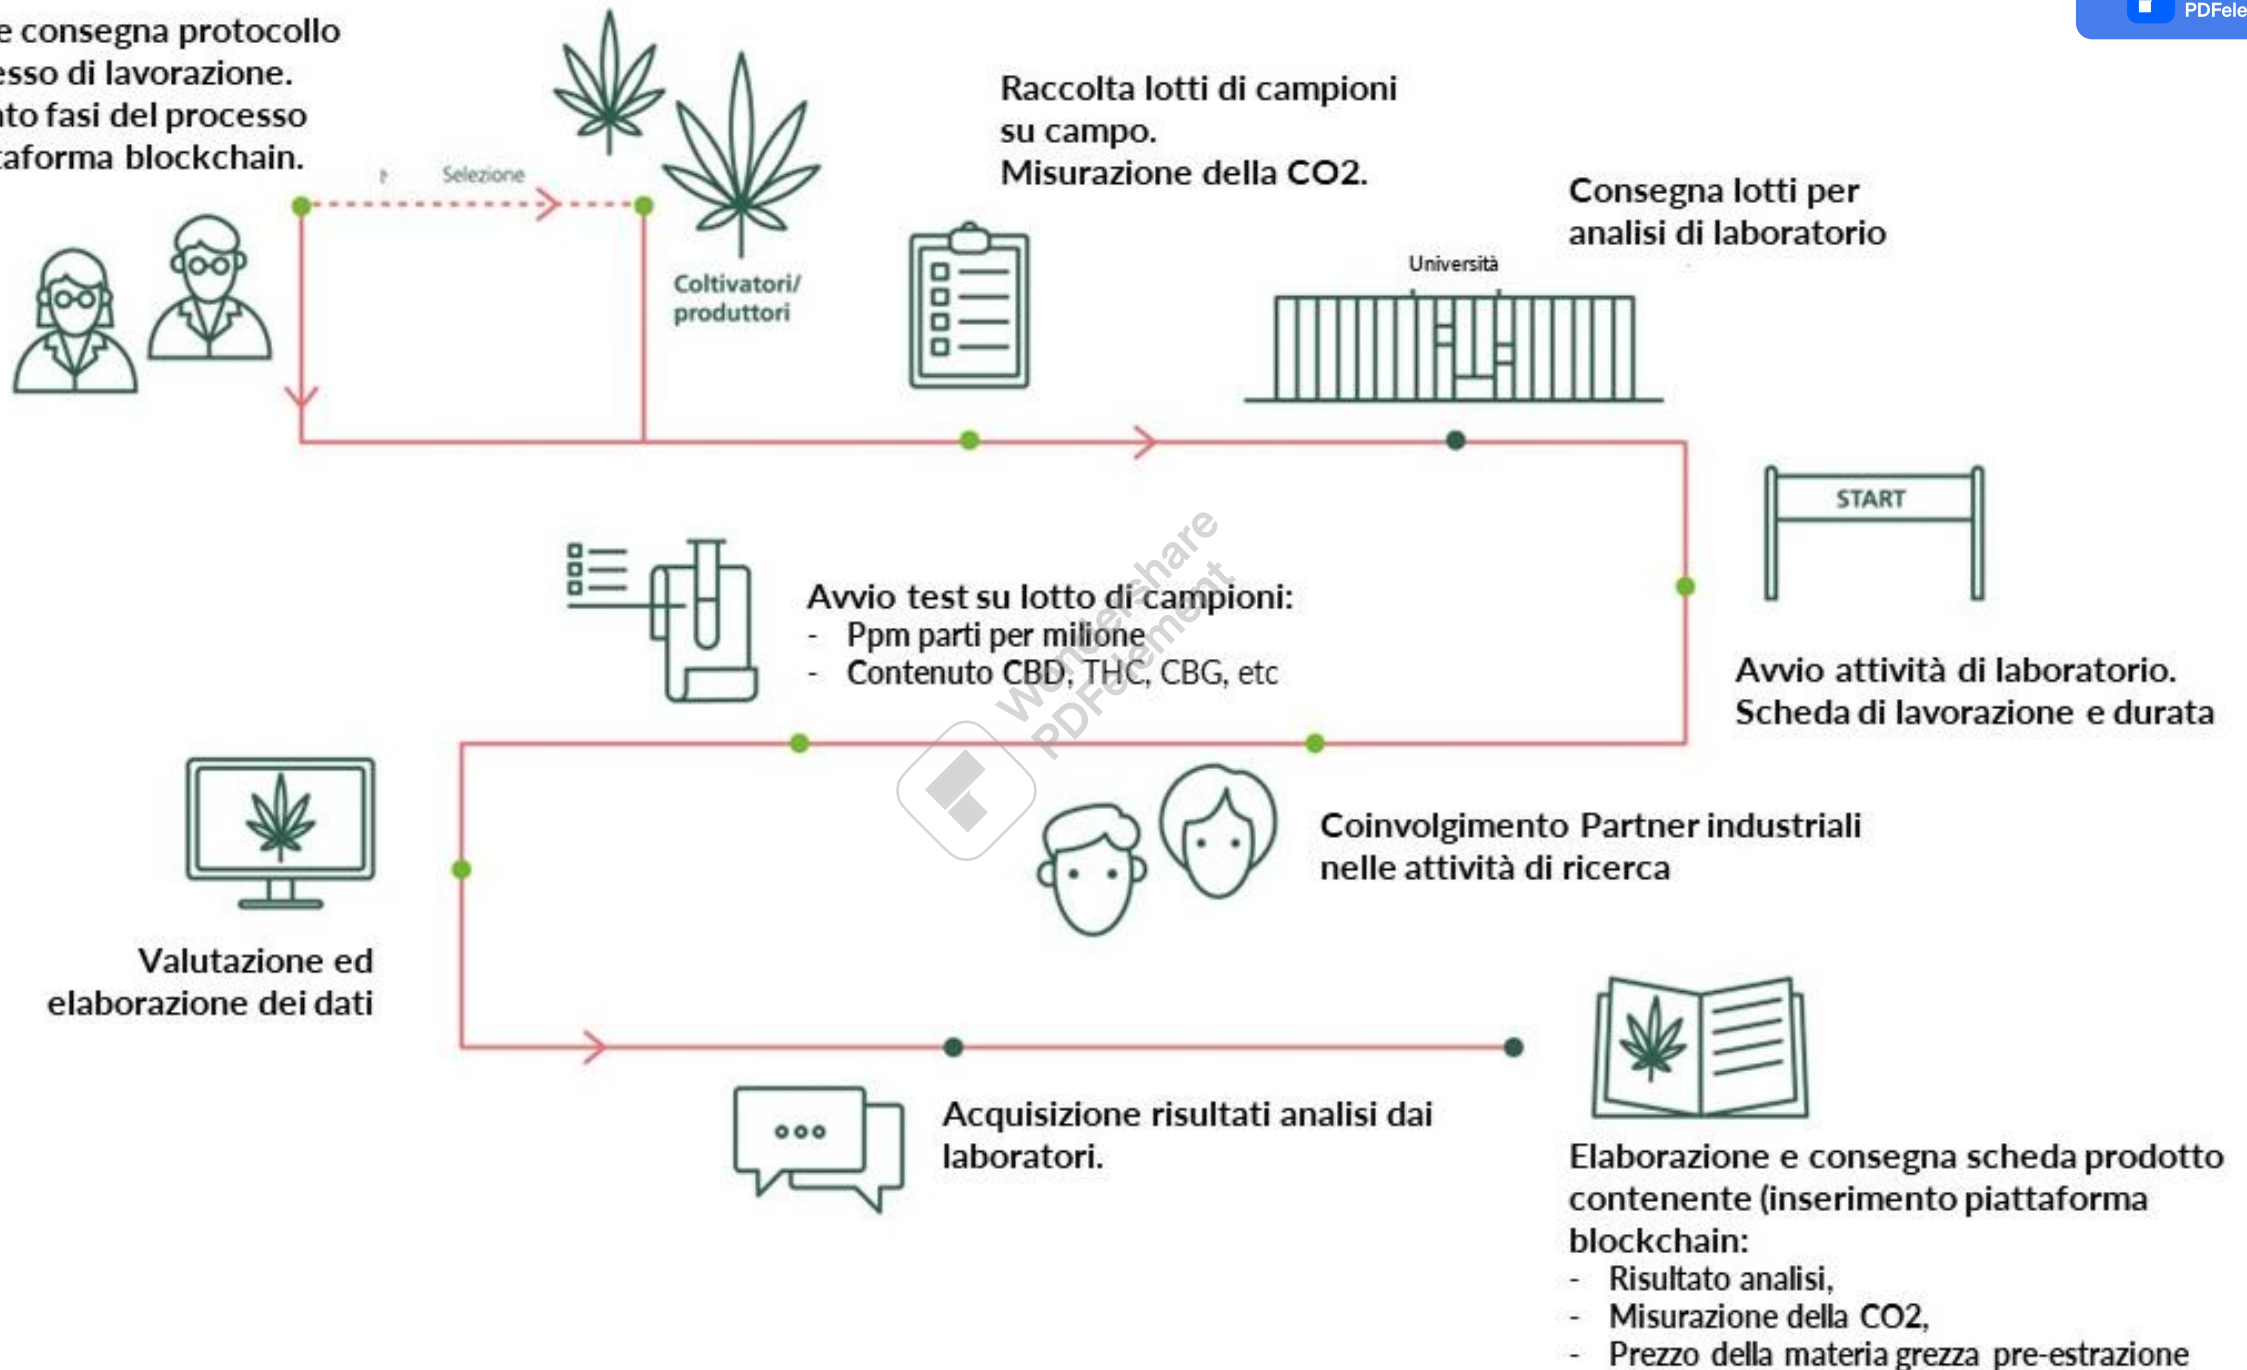 e consegna protocollo
esso di lavorazione.
nto fasi del processo
taforma blockchain.
Selezione
Coltivatori/
produttori
Raccolta lotti di campioni
su campo.
Misurazione della CO2.
Consegna lotti per
analisi di laboratorio
Università
START
Avvio attività di laboratorio.
Scheda di lavorazione e durata
Avvio test su lotto di campioni:
- Ppm parti per milione
- Contenuto CBD, THC, CBG, etc
Coinvolgimento Partner industriali
nelle attività di ricerca
Valutazione ed
elaborazione dei dati
Acquisizione risultati analisi dai
laboratori.
Elaborazione e consegna scheda prodotto
contenente (inserimento piattaforma
blockchain:
- Risultato analisi,
- Misurazione della CO2,
- Prezzo della materia grezza pre-estrazione
Wondershare
PDFelement
PDFele